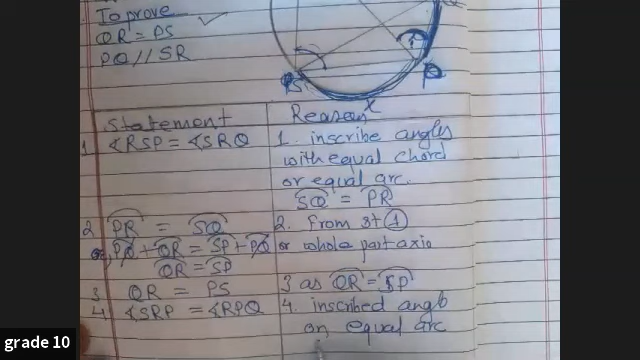 To prove
QR = PS
PQ // SR
Statement
Reason
1 ∢RSP = ∢SRQ
1. inscribe angles
with equal chord
or equal arc.
SQ = PR
2 PR = SQ
2. from st ①
or, PQ + QR = SP + PQ
or whole part axio
QR = SP
3 QR = PS
3 as QR = SP
4 ∢SRP = ∢RPQ
4. inscribed angle
on equal arc
grade 10